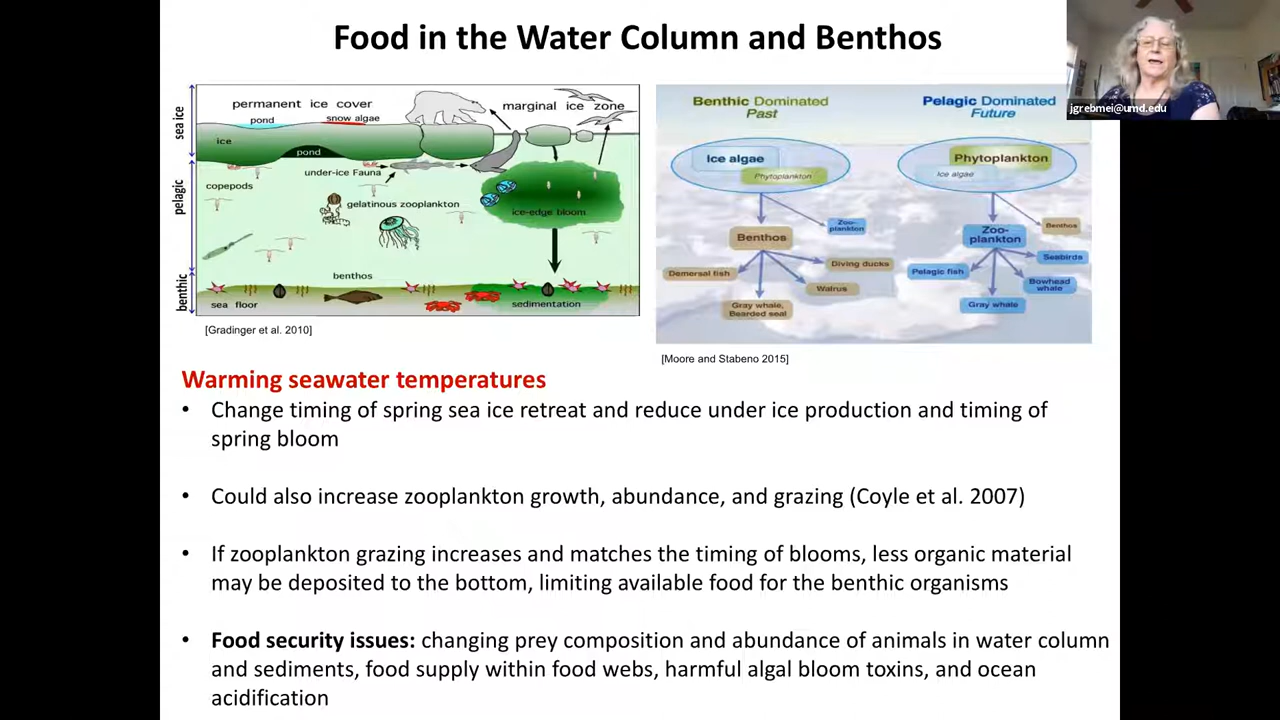 Food in the Water Column and Benthos
jgrebmei@umd.edu
sea ice
pelagic
benthic
permanent ice cover
marginal ice zone
pond
snow algae
ice
pond
under-ice Fauna
copepods
gelatinous zooplankton
ice-edge bloom
benthos
sea floor
sedimentation
[Gradinger et al. 2010]
Benthic Dominated
Past
Pelagic Dominated
Future
Ice algae
Phytoplankton
Phytoplankton
Ice algae
Benthos
Zoo-
plankton
Zoo-
plankton
Benthos
Demersal fish
Diving ducks
Walrus
Gray whale,
Bearded seal
Pelagic fish
Seabirds
Bowhead
whale
Gray whale
[Moore and Stabeno 2015]
Warming seawater temperatures
• Change timing of spring sea ice retreat and reduce under ice production and timing of
spring bloom
• Could also increase zooplankton growth, abundance, and grazing (Coyle et al. 2007)
• If zooplankton grazing increases and matches the timing of blooms, less organic material
may be deposited to the bottom, limiting available food for the benthic organisms
• Food security issues: changing prey composition and abundance of animals in water column
and sediments, food supply within food webs, harmful algal bloom toxins, and ocean
acidification